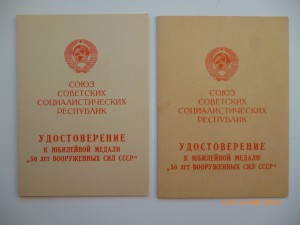 СОЮЗ
СОВЕТСКИХ
СОЦИАЛИСТИЧЕСКИХ
РЕСПУБЛИК
УДОСТОВЕРЕНИЕ
К ЮБИЛЕЙНОЙ МЕДАЛИ
„50 ЛЕТ ВООРУЖЕННЫХ СИЛ СССР“
СОЮЗ
СОВЕТСКИХ
СОЦИАЛИСТИЧЕСКИХ
РЕСПУБЛИК
УДОСТОВЕРЕНИЕ
К ЮБИЛЕЙНОЙ МЕДАЛИ
„50 ЛЕТ ВООРУЖЕННЫХ СИЛ СССР“